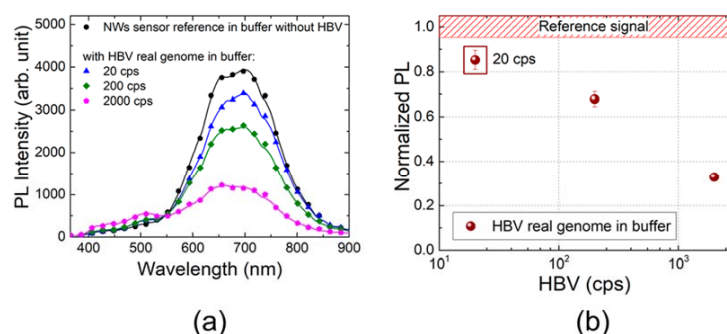 NWs sensor reference in buffer without HBV
with HBV real genome in buffer:
20 cps
200 cps
2000 cps
PL Intensity (arb. unit)
5000
4000
3000
2000
1000
0
400 500 600 700 800 900
Wavelength (nm)
(a)
Reference signal
20 cps
HBV real genome in buffer
Normalized PL
1.0
0.8
0.6
0.4
0.2
0.0
10¹ 10² 10³
HBV (cps)
(b)